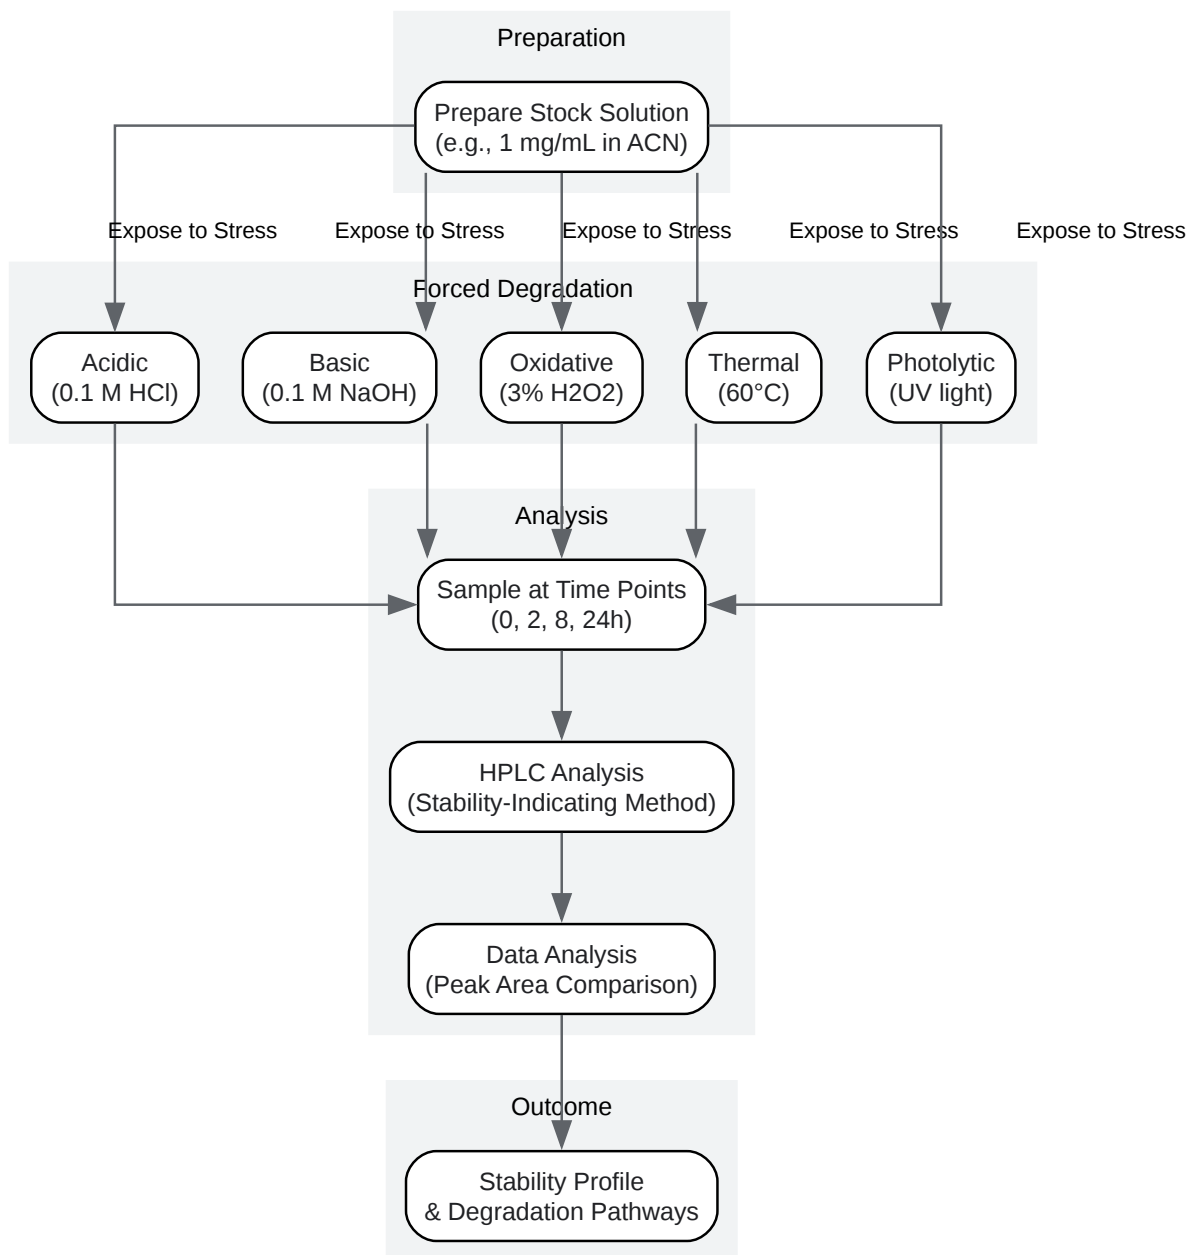 Preparation
Prepare Stock Solution
(e.g., 1 mg/mL in ACN)
Expose to Stress
Expose to Stress
Expose to Stress
Expose to Stress
Expose to Stress
Forced Degradation
Acidic
(0.1 M HCl)
Basic
(0.1 M NaOH)
Oxidative
(3% H2O2)
Thermal
(60°C)
Photolytic
(UV light)
Analysis
Sample at Time Points
(0, 2, 8, 24h)
HPLC Analysis
(Stability-Indicating Method)
Data Analysis
(Peak Area Comparison)
Outcome
Stability Profile
& Degradation Pathways